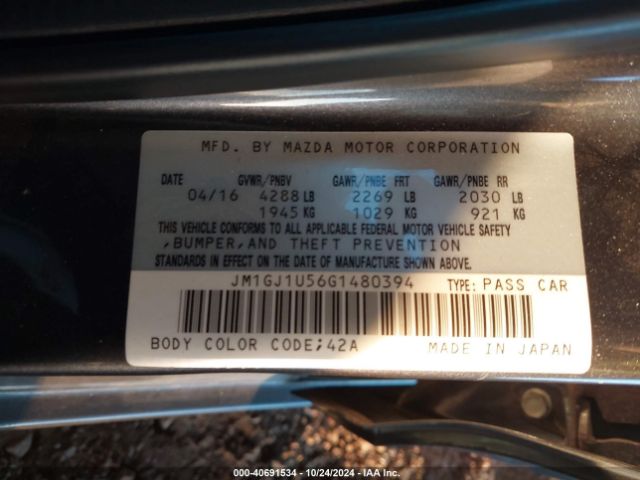 MFD. BY MAZDA MOTOR CORPORATION
DATE GVWR/PNBV GAWR/PNBE FRT GAWR/PNBE RR
04/16 4288 LB 2269 LB 2030 LB
1945 KG 1029 KG 921 KG
THIS VEHICLE CONFORMS TO ALL APPLICABLE FEDERAL MOTOR VEHICLE SAFETY
,BUMPER,AND THEFT PREVENTION
STANDARDS IN EFFECT ON THE DATE OF MANUFACTURE SHOWN ABOVE.
JM1GJ1U56G1480394 TYPE: PASS CAR
BODY COLOR CODE;42A MADE IN JAPAN
000-40691534 - 10/24/2024 - IAA Inc.